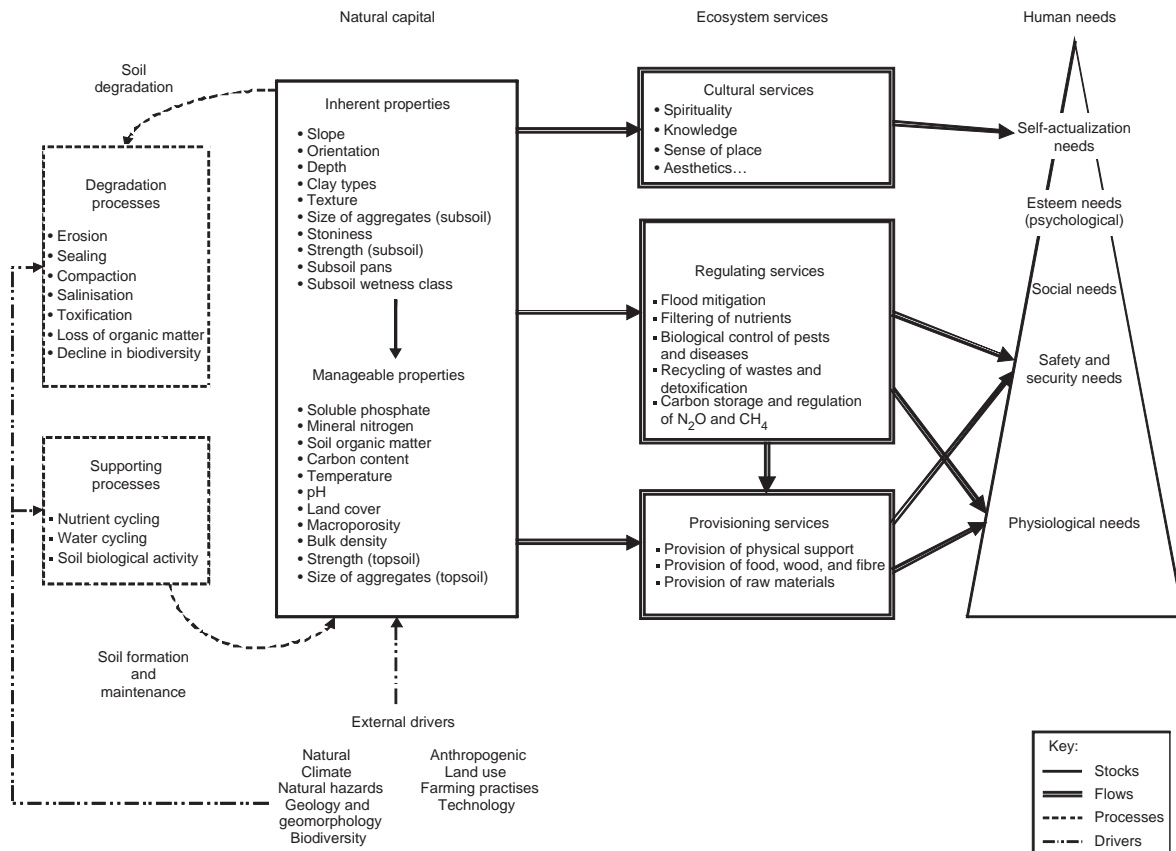 Natural capital
Ecosystem services
Human needs
Soil
degradation
Degradation
processes
• Erosion
• Sealing
• Compaction
• Salinisation
• Toxification
• Loss of organic matter
• Decline in biodiversity
Supporting
processes
▪ Nutrient cycling
▪ Water cycling
▪ Soil biological activity
Soil formation
and
maintenance
Inherent properties
• Slope
• Orientation
• Depth
• Clay types
• Texture
• Size of aggregates (subsoil)
• Stoniness
• Strength (subsoil)
• Subsoil pans
• Subsoil wetness class
Manageable properties
• Soluble phosphate
• Mineral nitrogen
• Soil organic matter
• Carbon content
• Temperature
• pH
• Land cover
• Macroporosity
• Bulk density
• Strength (topsoil)
• Size of aggregates (topsoil)
External drivers
Natural
Climate
Natural hazards
Geology and
geomorphology
Biodiversity
Anthropogenic
Land use
Farming practises
Technology
Cultural services
• Spirituality
• Knowledge
• Sense of place
• Aesthetics…
Regulating services
▪ Flood mitigation
▪ Filtering of nutrients
▪ Biological control of pests
and diseases
▪ Recycling of wastes and
detoxification
▪ Carbon storage and regulation
of N₂O and CH₄
Provisioning services
▪ Provision of physical support
▪ Provision of food, wood, and fibre
▪ Provision of raw materials
Self-actualization
needs
Esteem needs
(psychological)
Social needs
Safety and
security needs
Physiological needs
Key:
Stocks
Flows
Processes
Drivers